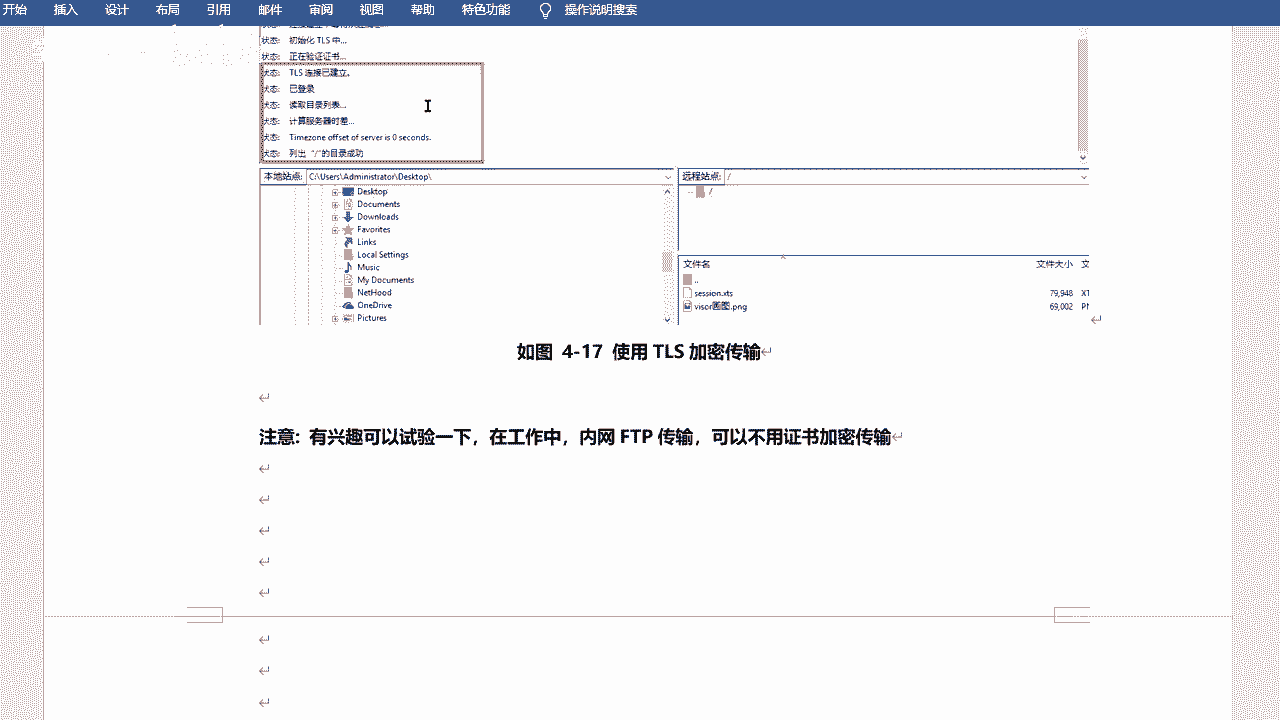 开始 插入 设计 布局 引用 邮件 审阅 视图 帮助 特色功能 操作说明搜索
状态: 初始化 TLS 中...
状态: 正在验证证书...
状态: TLS 连接已建立。
状态: 已登录
状态: 读取目录列表...
状态: 计算服务器时差...
状态: Timezone offset of server is 0 seconds.
状态: 列出 "/"的目录成功
本地站点: C:\Users\Administrator\Desktop\
Desktop
Documents
Downloads
Favorites
Links
Local Settings
Music
My Documents
NetHood
OneDrive
Pictures
远程站点: /
/
文件名 文件大小 文
..
session.xts 79,948 XT
visor画图.png 69,002 PN
如图 4-17 使用 TLS 加密传输
注意: 有兴趣可以试验一下，在工作中，内网 FTP 传输，可以不用证书加密传输